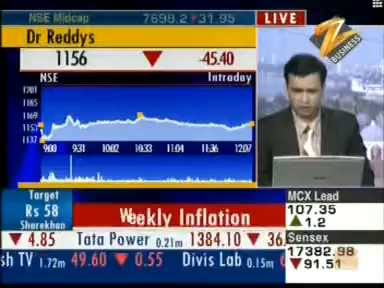 NSE Midcap 7699.2 ▼ 31.95
LIVE
Z
BUSINESS
Dr Reddys
1156 ▼ -45.40
NSE Intraday
1201
1185
1169
1153
1137
9:00 9:31 10:02 10:33 11:04 11:36 12:07
Target
Rs 58
Sharekhan
Weekly Inflation
MCX Lead
107.35
▲ 1.2
Sensex
17382.98
▼ 91.51
▼ 4.85 Tata Power 0.21m 1384.10 ▼ 36
sh TV 1.72m 49.60 ▼ 0.55 Divis Lab 0.15m